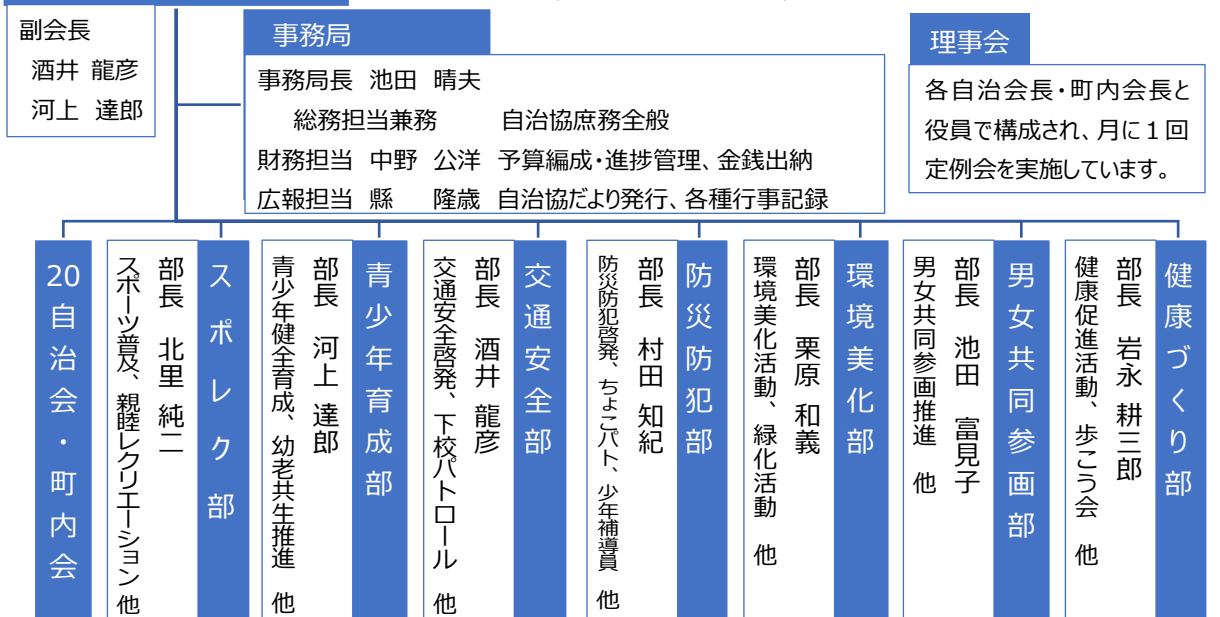 副会長
酒井 龍彦
河上 達郎
事務局
事務局長 池田 晴夫
総務担当兼務 自治協庶務全般
財務担当 中野 公洋 予算編成・進捗管理、金銭出納
広報担当 縣 隆歳 自治協だより発行、各種行事記録
理事会
各自治会長・町内会長と
役員で構成され、月に１回
定例会を実施しています。
健康づくり部
部長 岩永 耕三郎
健康促進活動、歩こう会 他
男女共同参画部
部長 池田 富見子
男女共同参画推進 他
環境美化部
部長 栗原 和義
環境美化活動、緑化活動 他
防災防犯部
部長 村田 知紀
防災防犯啓発、ちょこパト、少年補導員 他
交通安全部
部長 酒井 龍彦
交通安全啓発、下校パトロール 他
青少年育成部
部長 河上 達郎
青少年健全育成、幼老共生推進 他
スポレク部
部長 北里 純二
スポーツ普及、親睦レクリエーション 他
20自治会・町内会